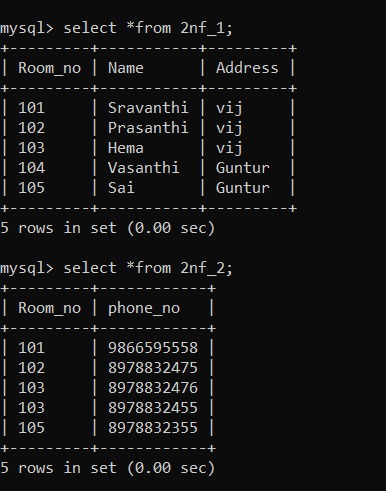 mysql> select *from 2nf_1;
+---------+-----------+---------+
| Room_no | Name      | Address |
+---------+-----------+---------+
| 101     | Sravanthi | vij     |
| 102     | Prasanthi | vij     |
| 103     | Hema      | vij     |
| 104     | Vasanthi  | Guntur  |
| 105     | Sai       | Guntur  |
+---------+-----------+---------+
5 rows in set (0.00 sec)
mysql> select *from 2nf_2;
+---------+------------+
| Room_no | phone_no   |
+---------+------------+
| 101     | 9866595558 |
| 102     | 8978832475 |
| 103     | 8978832476 |
| 103     | 8978832455 |
| 105     | 8978832355 |
+---------+------------+
5 rows in set (0.00 sec)